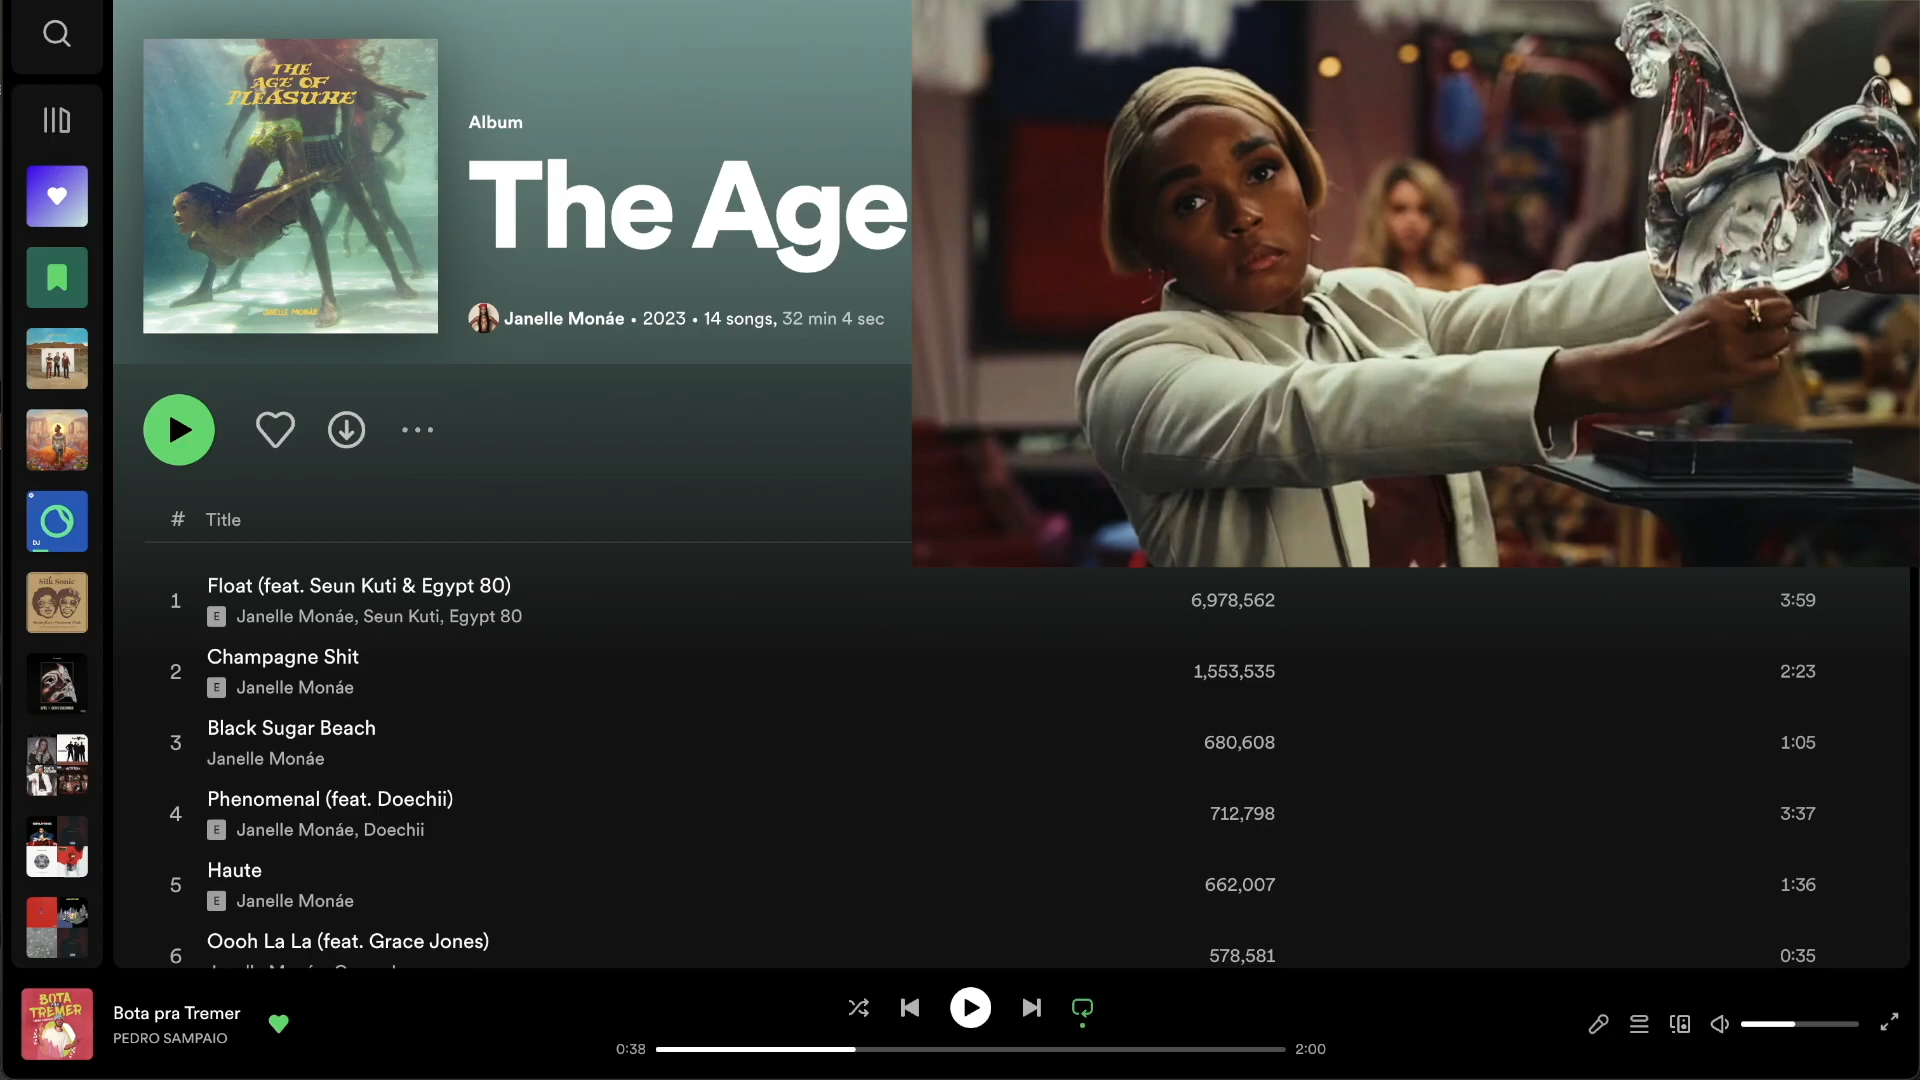 THE
AGE OF
PLEASURE
JANELLE MONÁE
Album
The Age
Janelle Monáe • 2023 • 14 songs, 32 min 4 sec
# Title
1 Float (feat. Seun Kuti & Egypt 80) 6,978,562 3:59
E Janelle Monáe, Seun Kuti, Egypt 80
2 Champagne Shit 1,553,535 2:23
E Janelle Monáe
3 Black Sugar Beach 680,608 1:05
Janelle Monáe
4 Phenomenal (feat. Doechii) 712,798 3:37
E Janelle Monáe, Doechii
5 Haute 662,007 1:36
E Janelle Monáe
6 Oooh La La (feat. Grace Jones) 578,581 0:35
DJ
Silk Sonic
BOTA
TREMER
Bota pra Tremer
PEDRO SAMPAIO
0:38 2:00